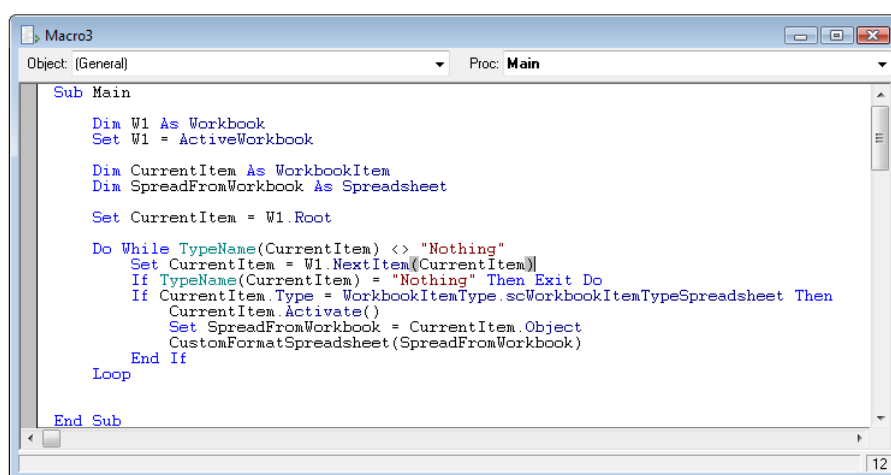 Macro3
Object: (General) Proc: Main
Sub Main
Dim W1 As Workbook
Set W1 = ActiveWorkbook
Dim CurrentItem As WorkbookItem
Dim SpreadFromWorkbook As Spreadsheet
Set CurrentItem = W1.Root
Do While TypeName(CurrentItem) <> "Nothing"
Set CurrentItem = W1.NextItem(CurrentItem)
If TypeName(CurrentItem) = "Nothing" Then Exit Do
If CurrentItem.Type = WorkbookItemType.scWorkbookItemTypeSpreadsheet Then
CurrentItem.Activate()
Set SpreadFromWorkbook = CurrentItem.Object
CustomFormatSpreadsheet(SpreadFromWorkbook)
End If
Loop
End Sub
12